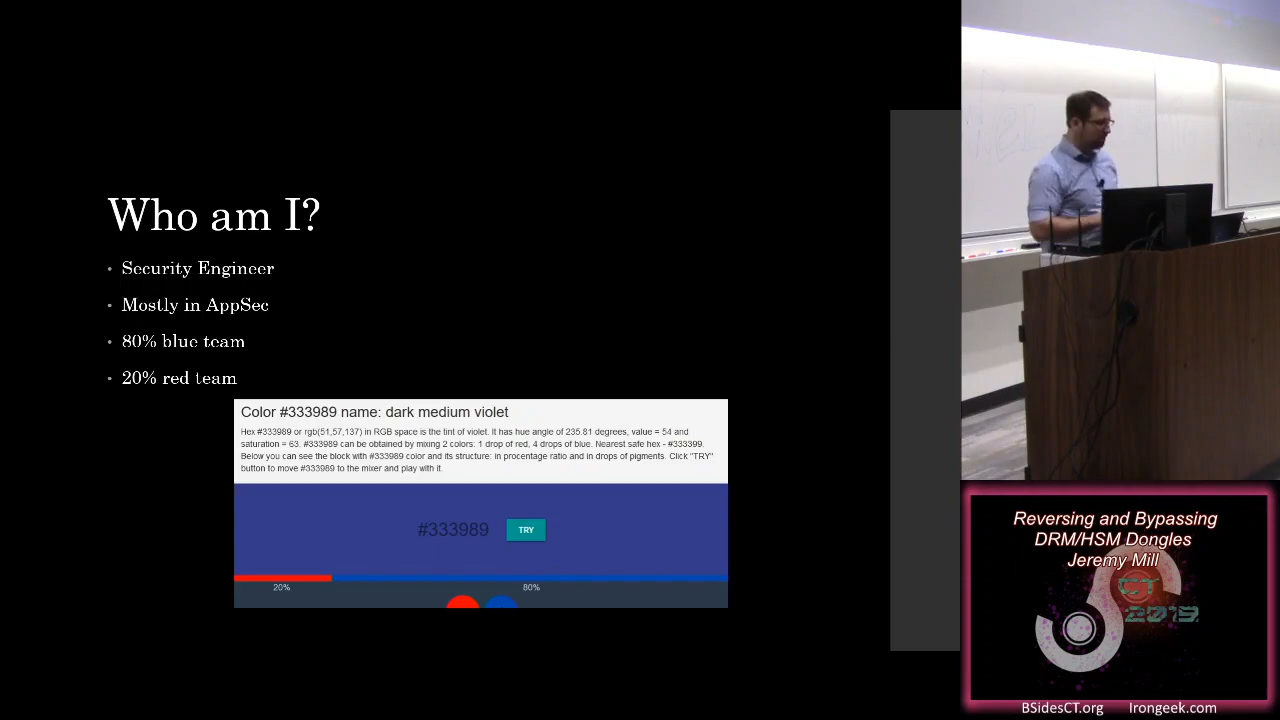 Who am I?
• Security Engineer
• Mostly in AppSec
• 80% blue team
• 20% red team
Color #333989 name: dark medium violet
Hex #333989 or rgb(51,57,137) in RGB space is the tint of violet. It has hue angle of 235.81 degrees, value = 54 and
saturation = 63. #333989 can be obtained by mixing 2 colors: 1 drop of red, 4 drops of blue. Nearest safe hex - #333399.
Below you can see the block with #333989 color and its structure: in procentage ratio and in drops of pigments. Click "TRY"
button to move #333989 to the mixer and play with it.
#333989 TRY
20% 80%
Reversing and Bypassing
DRM/HSM Dongles
Jeremy Mill
CT
2019
BSidesCT.org Irongeek.com